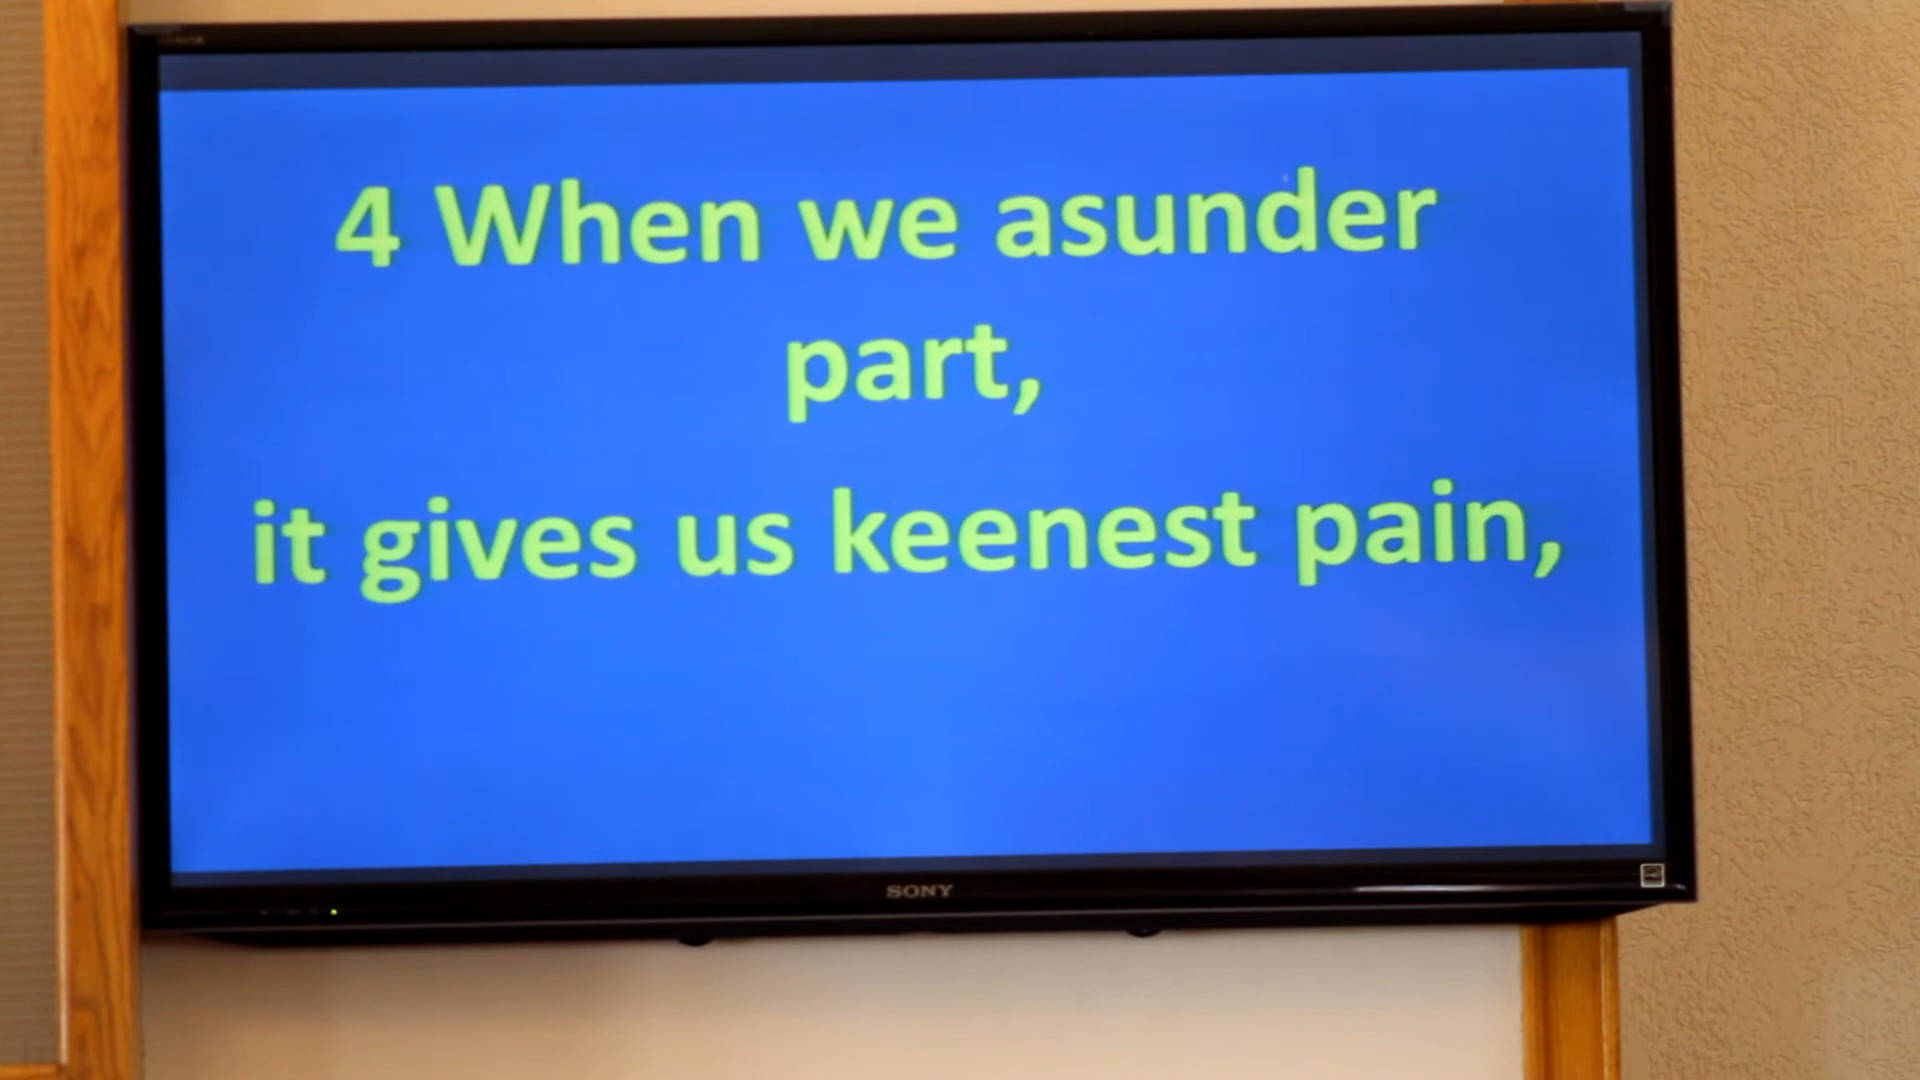 4 When we asunder
part,
it gives us keenest pain,
SONY